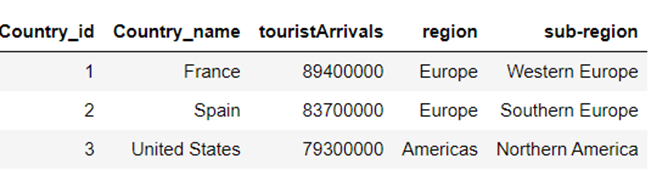 Country_id Country_name touristArrivals region sub-region
1 France 89400000 Europe Western Europe
2 Spain 83700000 Europe Southern Europe
3 United States 79300000 Americas Northern America